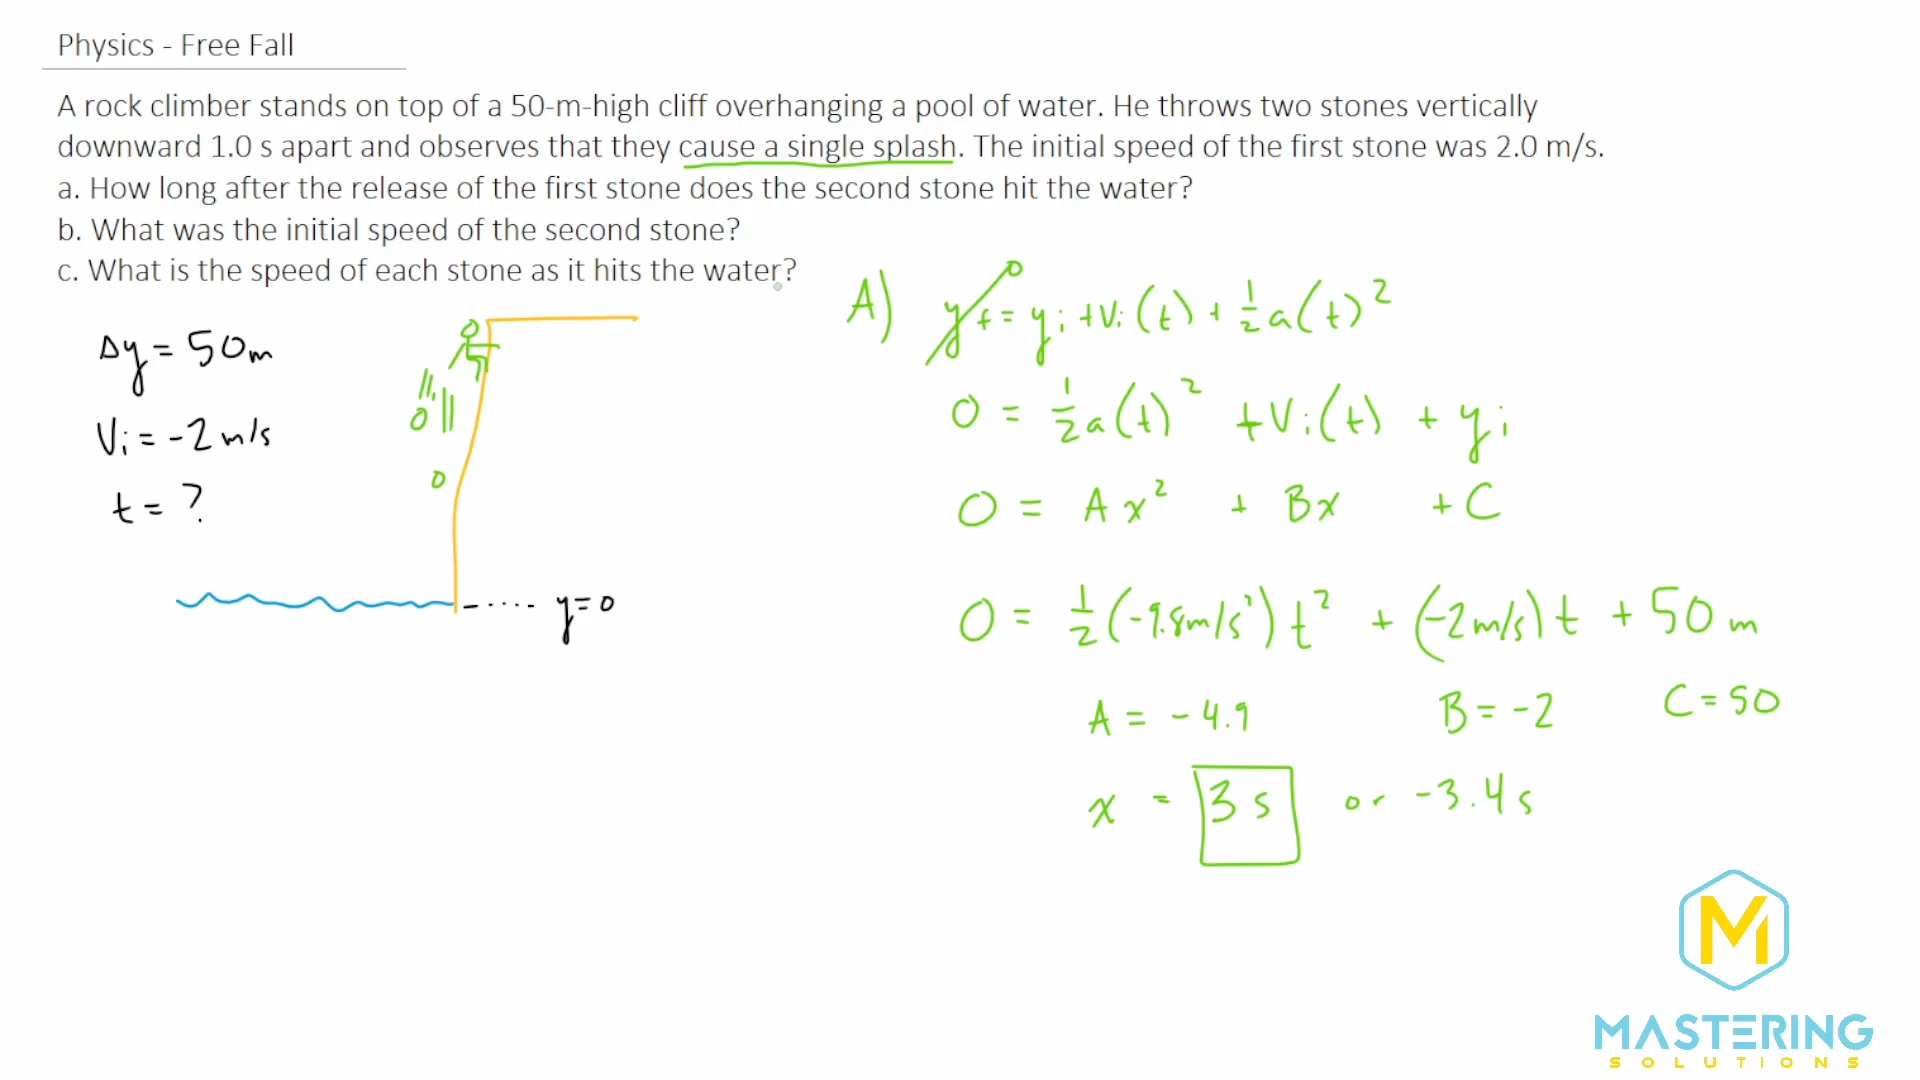 Physics - Free Fall
A rock climber stands on top of a 50-m-high cliff overhanging a pool of water. He throws two stones vertically
downward 1.0 s apart and observes that they cause a single splash. The initial speed of the first stone was 2.0 m/s.
a. How long after the release of the first stone does the second stone hit the water?
b. What was the initial speed of the second stone?
c. What is the speed of each stone as it hits the water?
Δy = 50m
Vi = -2 m/s
t = ?
y=0
A) yf = yi + Vi(t) + 1/2 a(t)² 0
0 = 1/2 a(t)² + Vi(t) + yi
0 = Ax² + Bx + C
0 = 1/2 (-9.8m/s²) t² + (-2m/s) t + 50 m
A = -4.9 B = -2 C = 50
x = 3 s or -3.4 s
M
MASTERING
SOLUTIONS